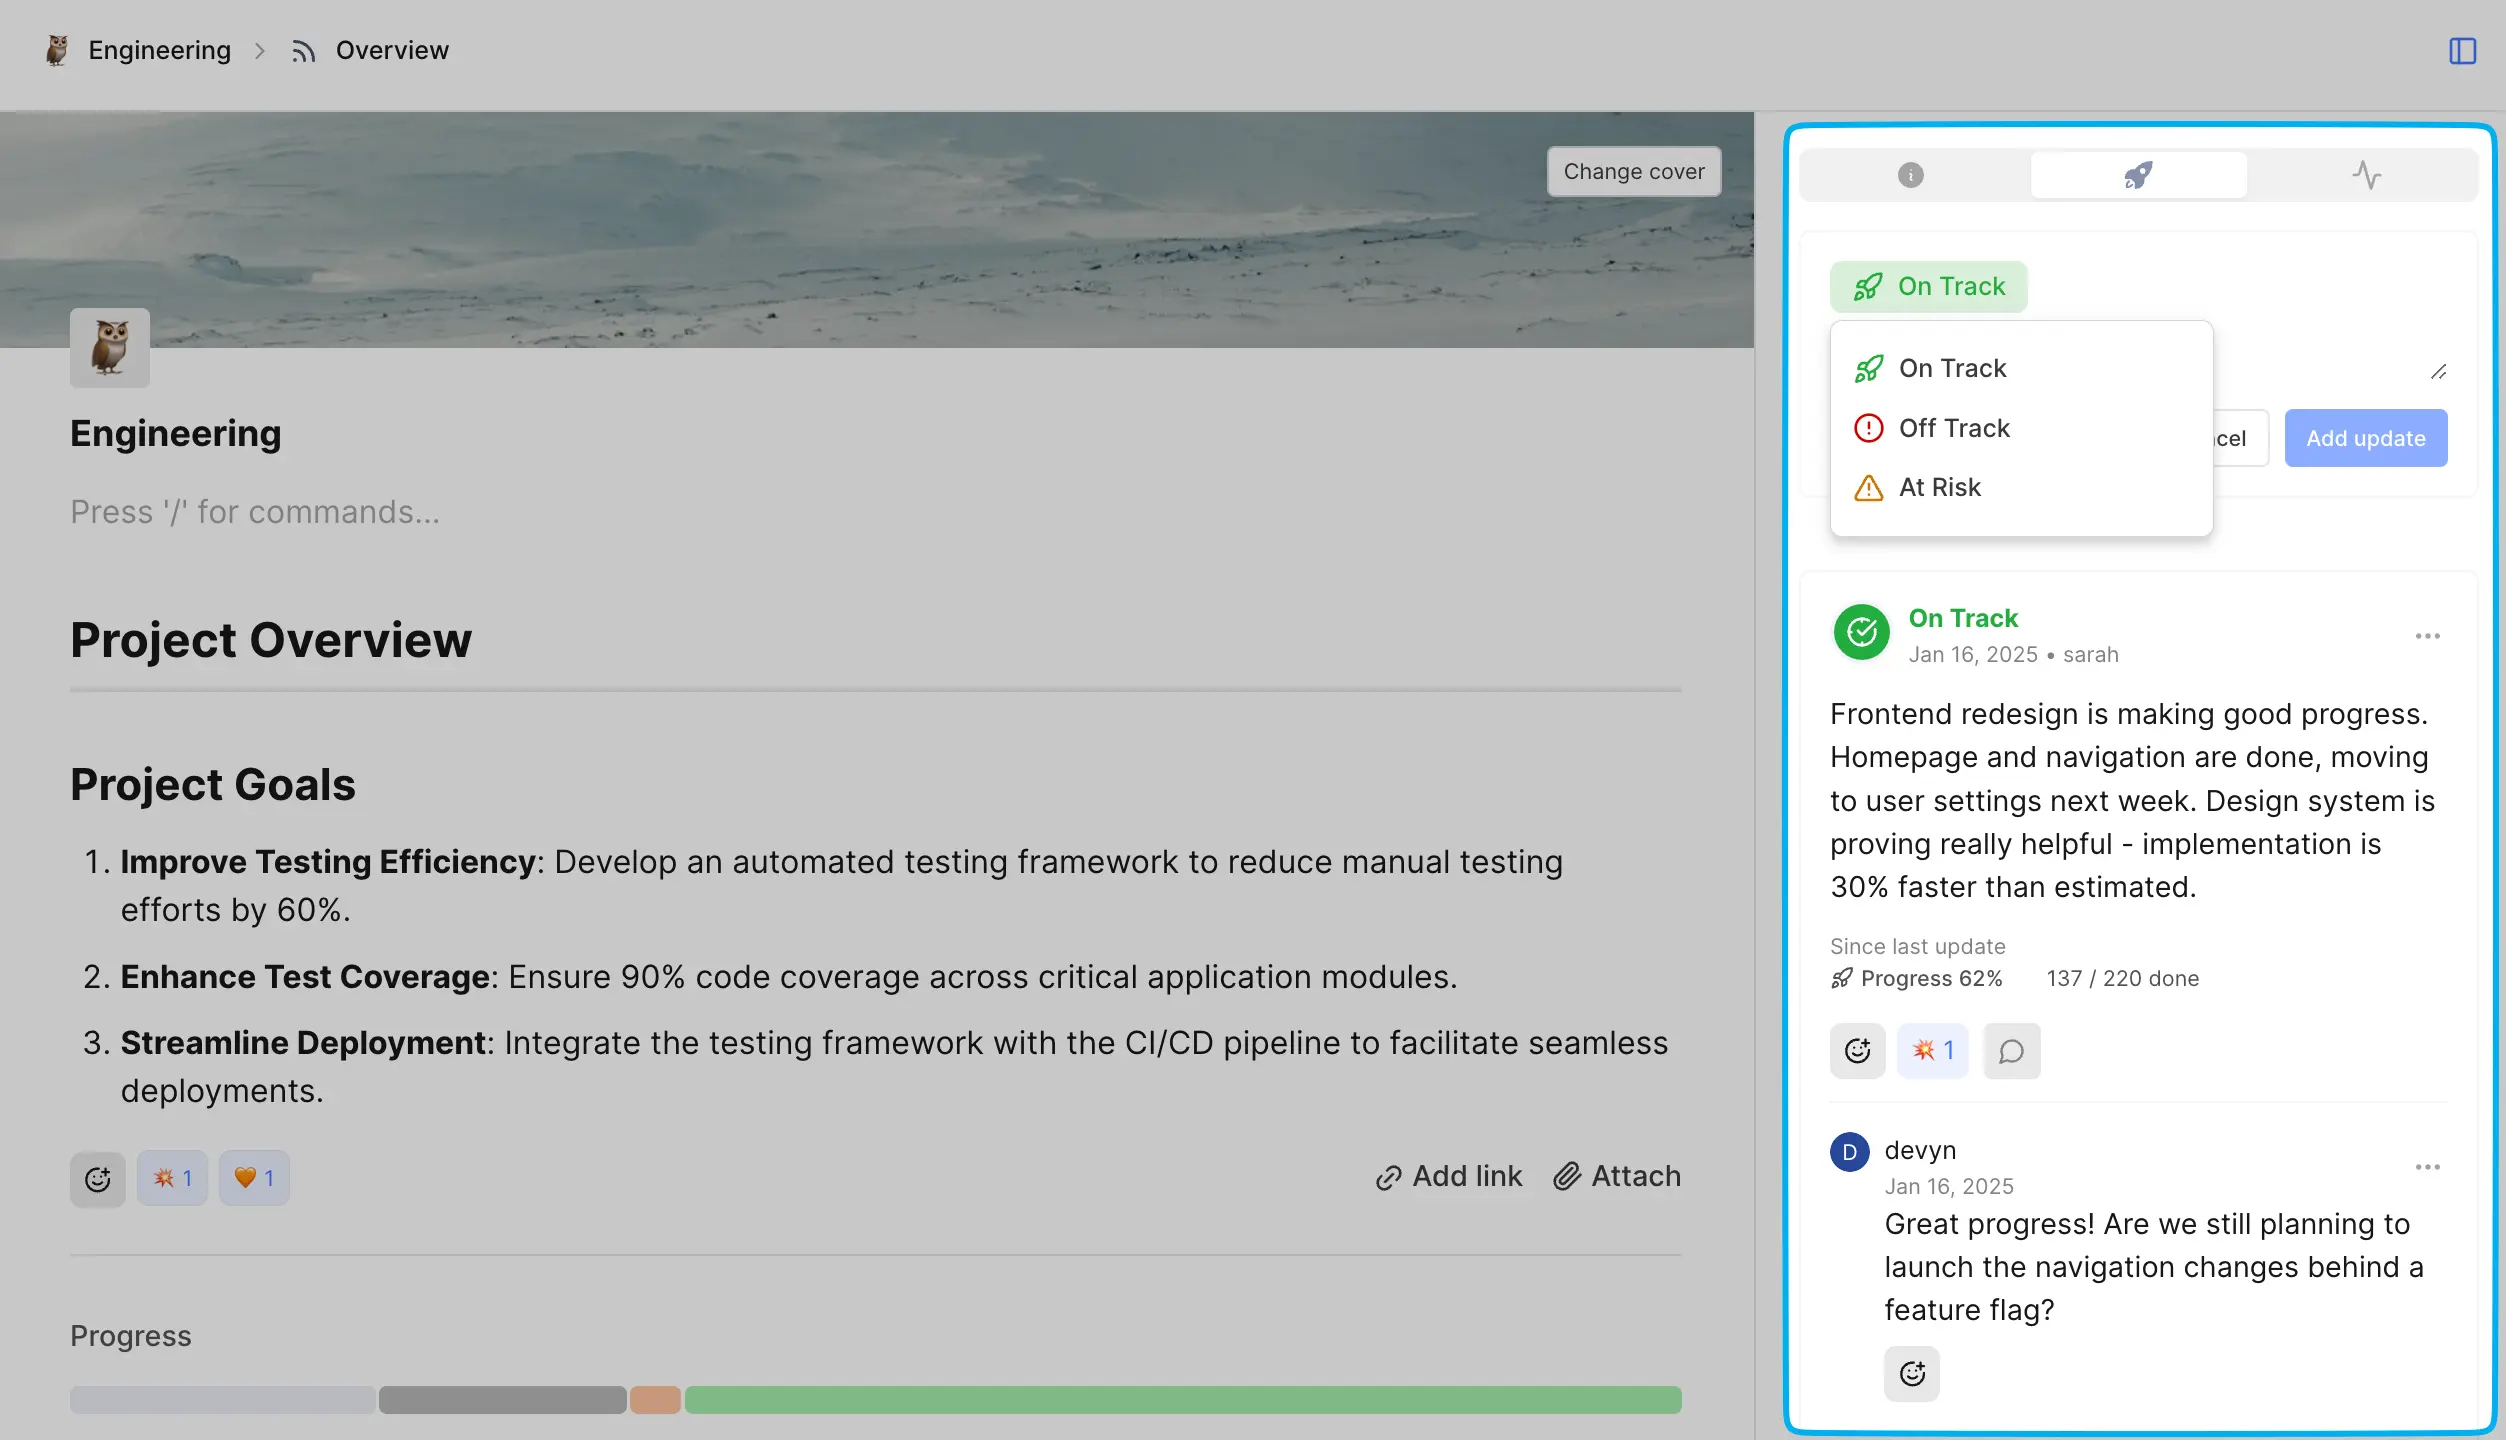 Engineering
Overview
Change cover
Engineering
Press '/' for commands...
Project Overview
Project Goals
1. Improve Testing Efficiency: Develop an automated testing framework to reduce manual testing
efforts by 60%.
2. Enhance Test Coverage: Ensure 90% code coverage across critical application modules.
3. Streamline Deployment: Integrate the testing framework with the CI/CD pipeline to facilitate seamless
deployments.
1
1
Add link
Attach
Progress
On Track
On Track
Off Track
At Risk
Add update
On Track
Jan 16, 2025 • sarah
Frontend redesign is making good progress.
Homepage and navigation are done, moving
to user settings next week. Design system is
proving really helpful - implementation is
30% faster than estimated.
Since last update
Progress 62%
137 / 220 done
1
D
devyn
Jan 16, 2025
Great progress! Are we still planning to
launch the navigation changes behind a
feature flag?